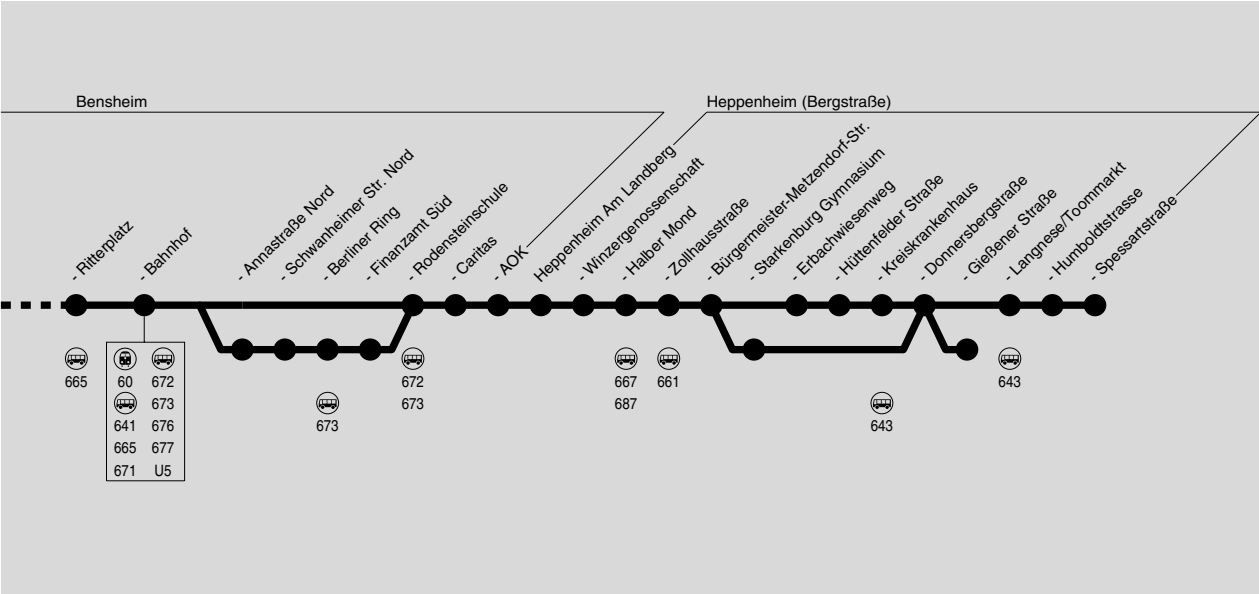 Bensheim
Heppenheim (Bergstraße)
- Ritterplatz
- Bahnhof
- Annastraße Nord
- Schwanheimer Str. Nord
- Berliner Ring
- Finanzamt Süd
- Rodensteinschule
- Caritas
- AOK
Heppenheim Am Landberg
- Winzergenossenschaft
- Halber Mond
- Zollhausstraße
- Bürgermeister-Metzendorf-Str.
- Starkenburg Gymnasium
- Erbachwiesenweg
- Hüttenfelder Straße
- Kreiskrankenhaus
- Donnersbergstraße
- Gießener Straße
- Langnese/Toommarkt
- Humboldtstrasse
- Spessartstraße
665
60 672
673
641 676
665 677
671 U5
673
672
673
667
687
661
643
643